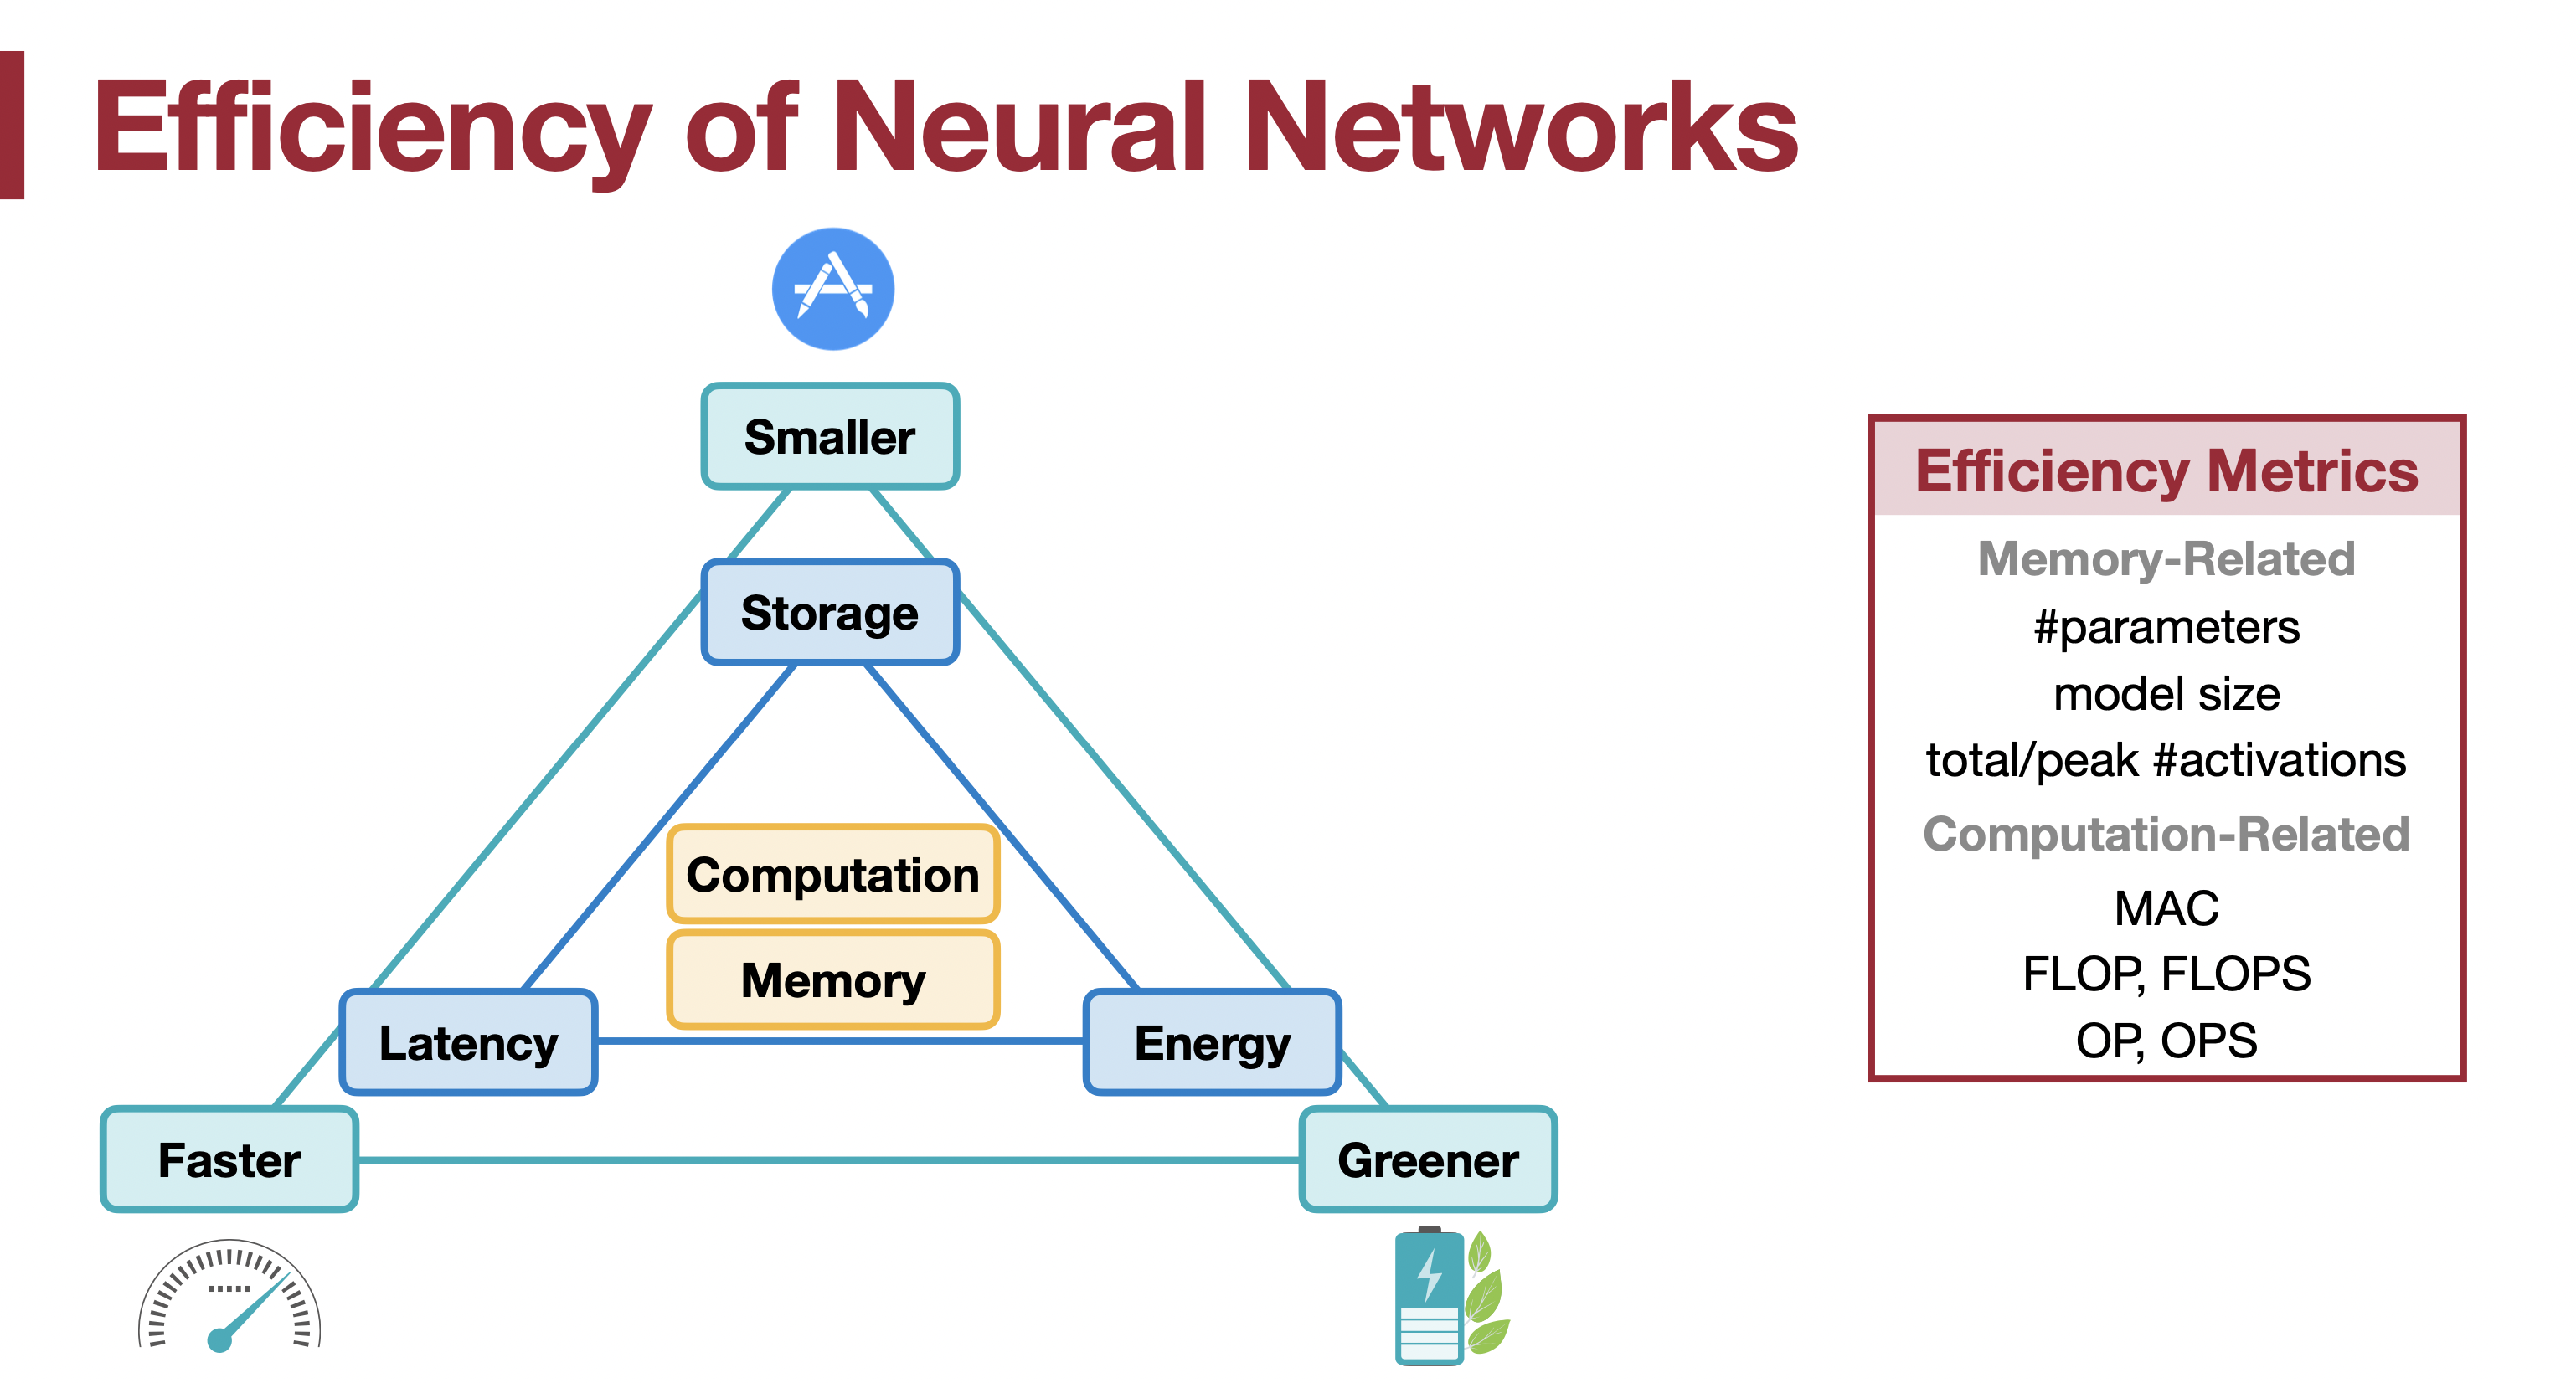 Efficiency of Neural Networks
Smaller
Storage
Computation
Memory
Latency
Energy
Faster
Greener
Efficiency Metrics
Memory-Related
#parameters
model size
total/peak #activations
Computation-Related
MAC
FLOP, FLOPS
OP, OPS